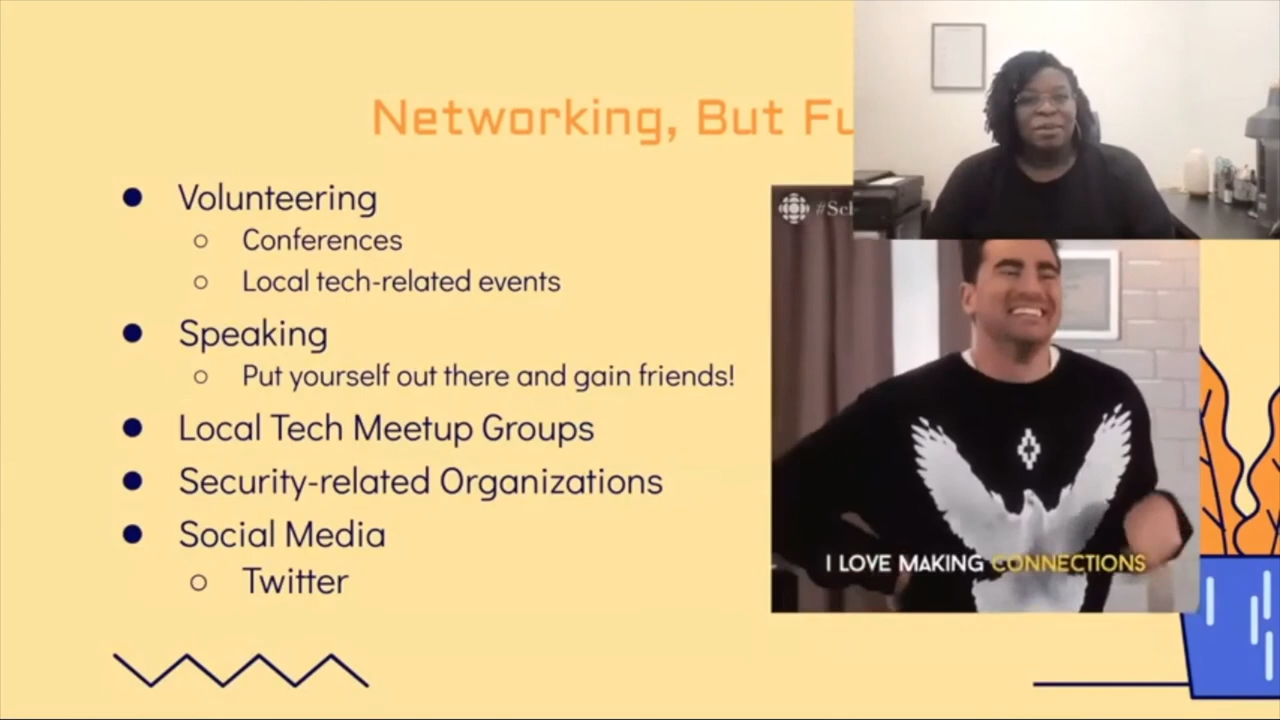 Networking, But Fu
Volunteering
Conferences
Local tech-related events
Speaking
Put yourself out there and gain friends!
Local Tech Meetup Groups
Security-related Organizations
Social Media
Twitter
#Sch
I LOVE MAKING CONNECTIONS